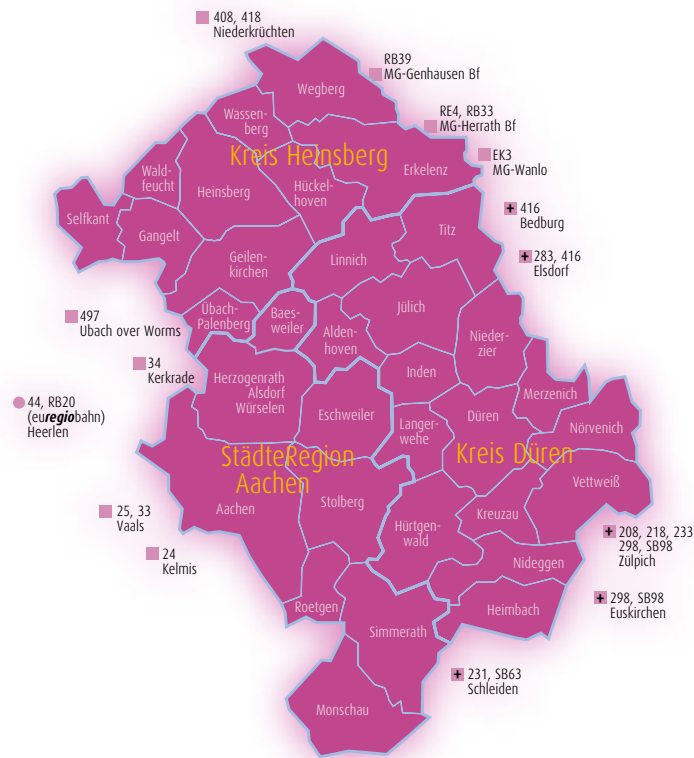 408, 418
Niederkrüchten
RB39
MG-Genhausen Bf
Wegberg
RE4, RB33
MG-Herrath Bf
Wassen-
berg
Kreis Heinsberg
EK3
MG-Wanlo
Wald-
feucht
Heinsberg
Hückel-
hoven
Erkelenz
Selfkant
Gangelt
416
Bedburg
Titz
Geilen-
kirchen
Linnich
283, 416
Elsdorf
497
Ubach over Worms
Übach-
Palenberg
Baes-
weiler
Jülich
Alden-
hoven
Nieder-
zier
34
Kerkrade
Herzogenrath
Alsdorf
Würselen
Inden
Merzenich
44, RB20
(euregiobahn)
Heerlen
Eschweiler
Langer-
wehe
Düren
Nörvenich
StädteRegion
Aachen
Kreis Düren
Vettweiß
Aachen
Stolberg
Kreuzau
25, 33
Vaals
Hürtgen-
wald
208, 218, 233
298, SB98
Zülpich
24
Kelmis
Nideggen
Roetgen
Heimbach
298, SB98
Euskirchen
Simmerath
231, SB63
Schleiden
Monschau